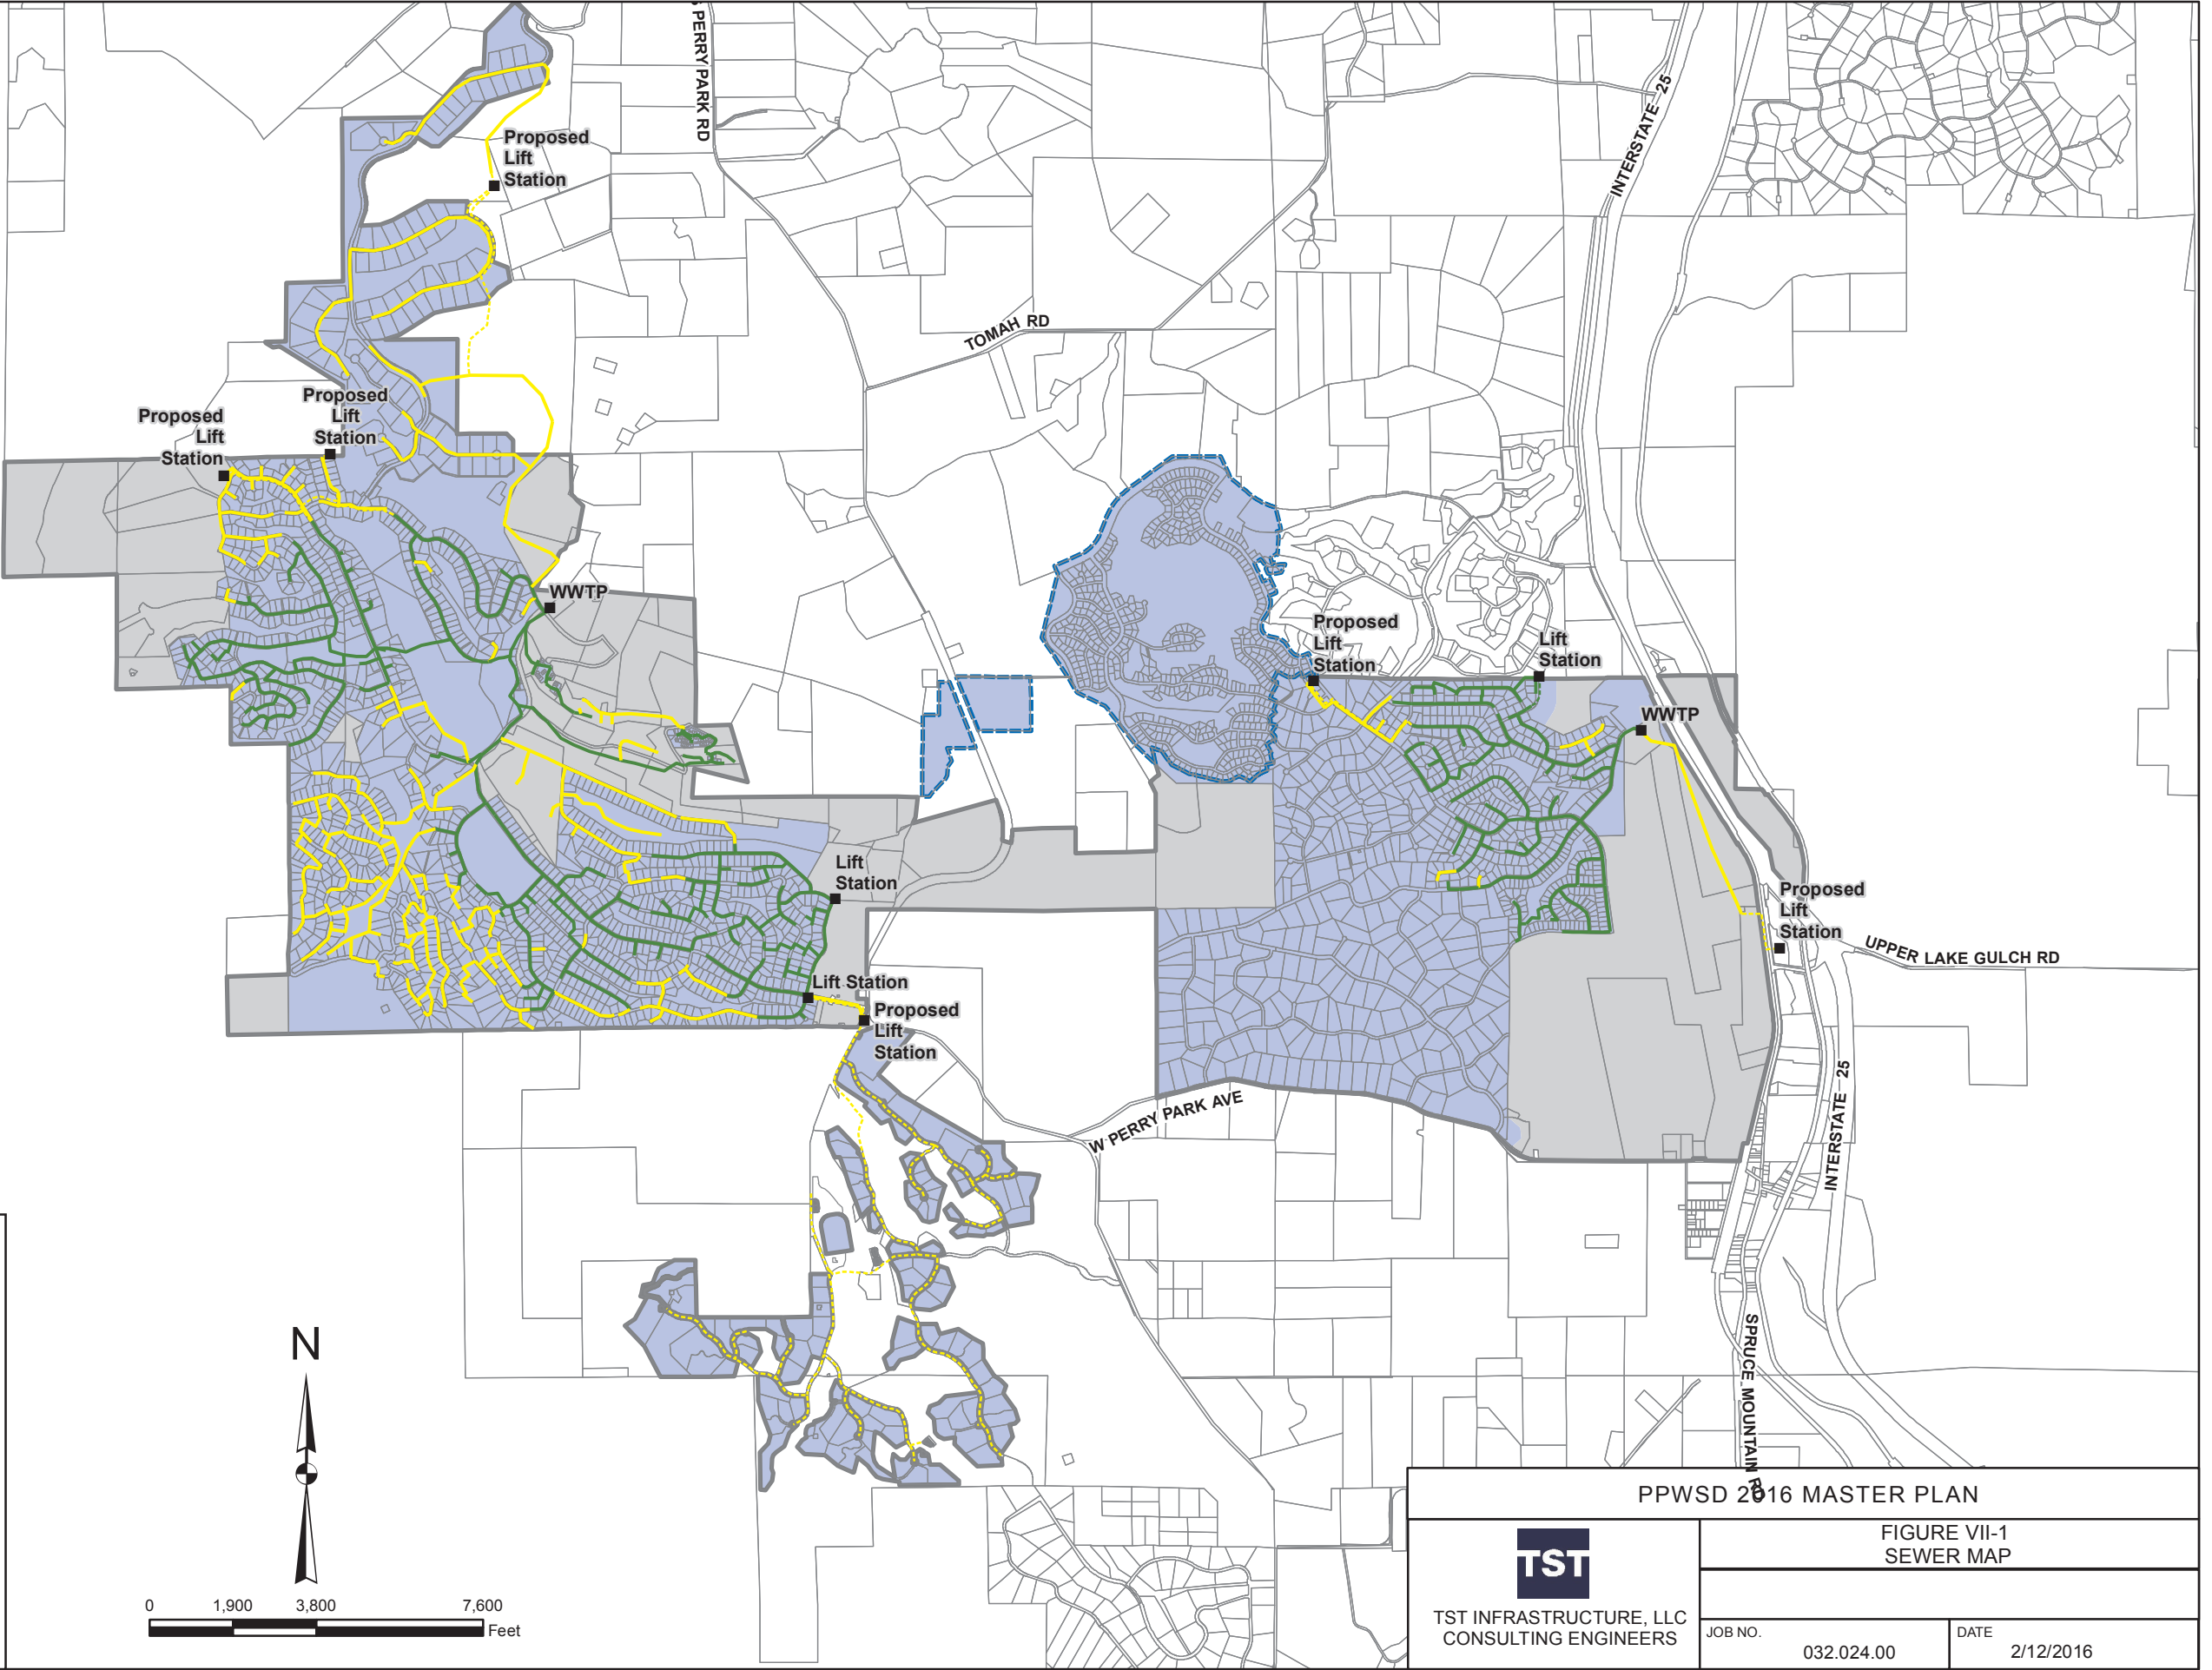 S PERRY PARK RD
INTERSTATE 25
Proposed
Lift
Station
TOMAH RD
Proposed
Lift
Station
Proposed
Lift
Station
WWTP
Proposed
Lift
Station
Lift
Station
WWTP
Lift
Station
Proposed
Lift
Station
UPPER LAKE GULCH RD
Lift Station
Proposed
Lift
Station
W PERRY PARK AVE
INTERSTATE 25
SPRUCE MOUNTAIN RD
N
0 1,900 3,800 7,600
Feet
PPWSD 2016 MASTER PLAN
TST
TST INFRASTRUCTURE, LLC
CONSULTING ENGINEERS
FIGURE VII-1
SEWER MAP
JOB NO.
032.024.00
DATE
2/12/2016